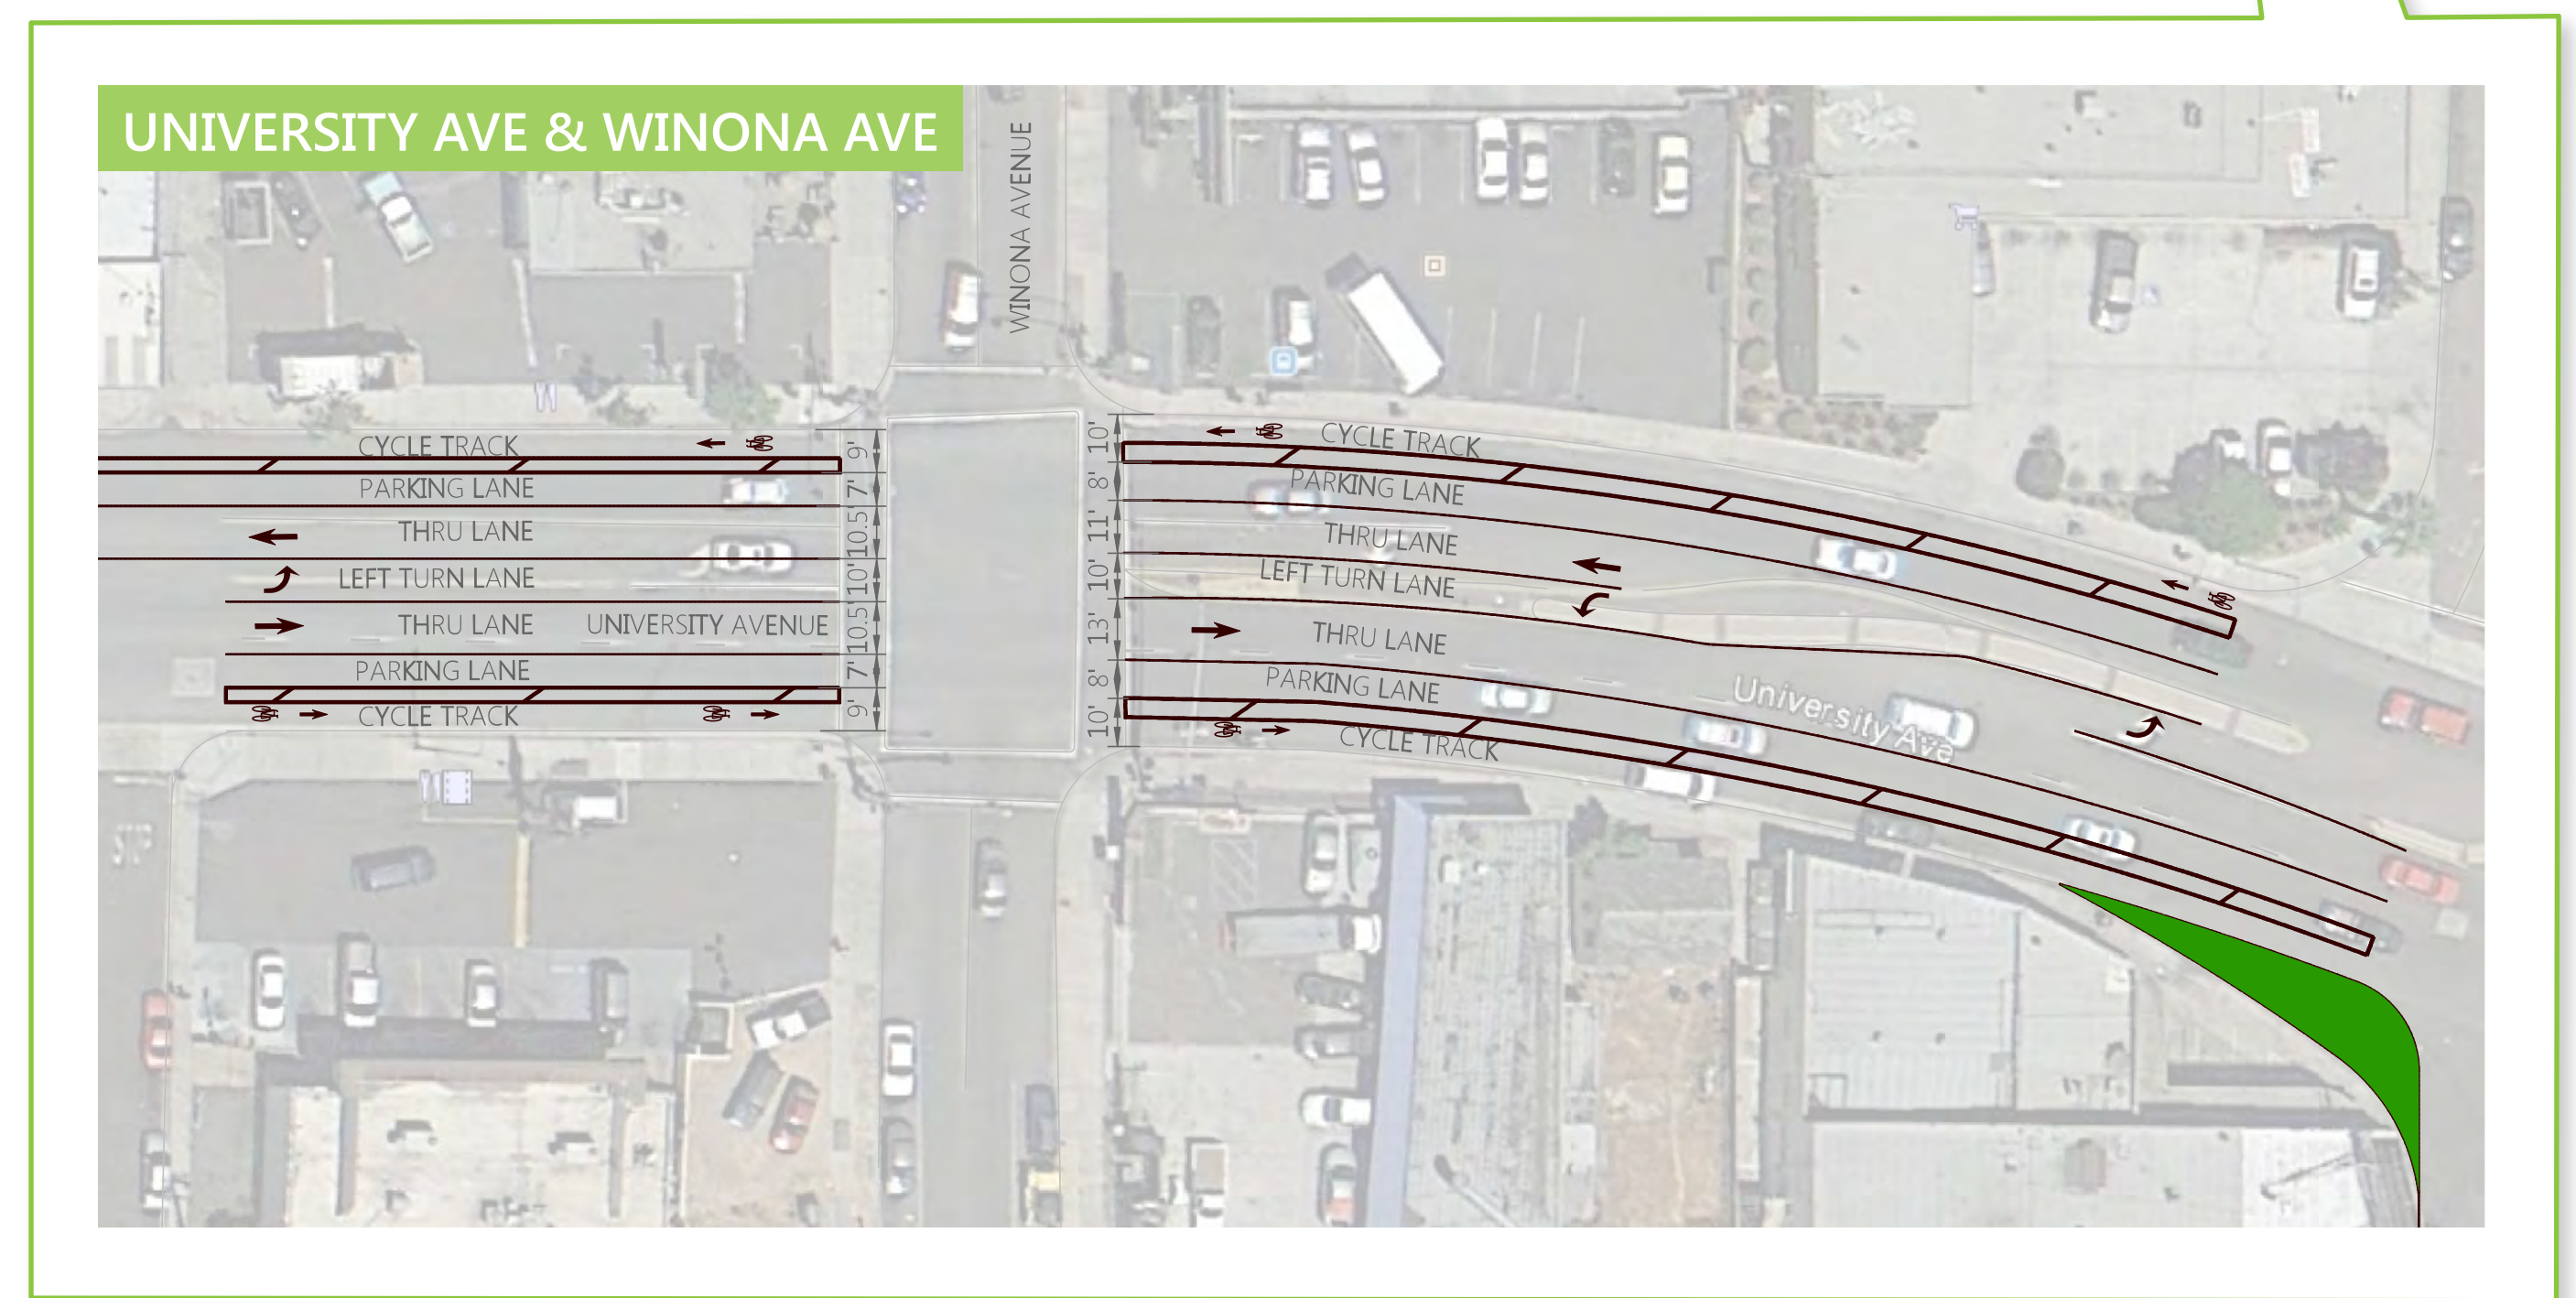 UNIVERSITY AVE & WINONA AVE
WINONA AVENUE
CYCLE TRACK
9'
PARKING LANE
7'
THRU LANE
10.5'
LEFT TURN LANE
10'
THRU LANE
UNIVERSITY AVENUE
10.5'
PARKING LANE
7'
CYCLE TRACK
9'
10'
CYCLE TRACK
8'
PARKING LANE
11'
THRU LANE
10'
LEFT TURN LANE
13'
THRU LANE
8'
PARKING LANE
10'
CYCLE TRACK
University Ave